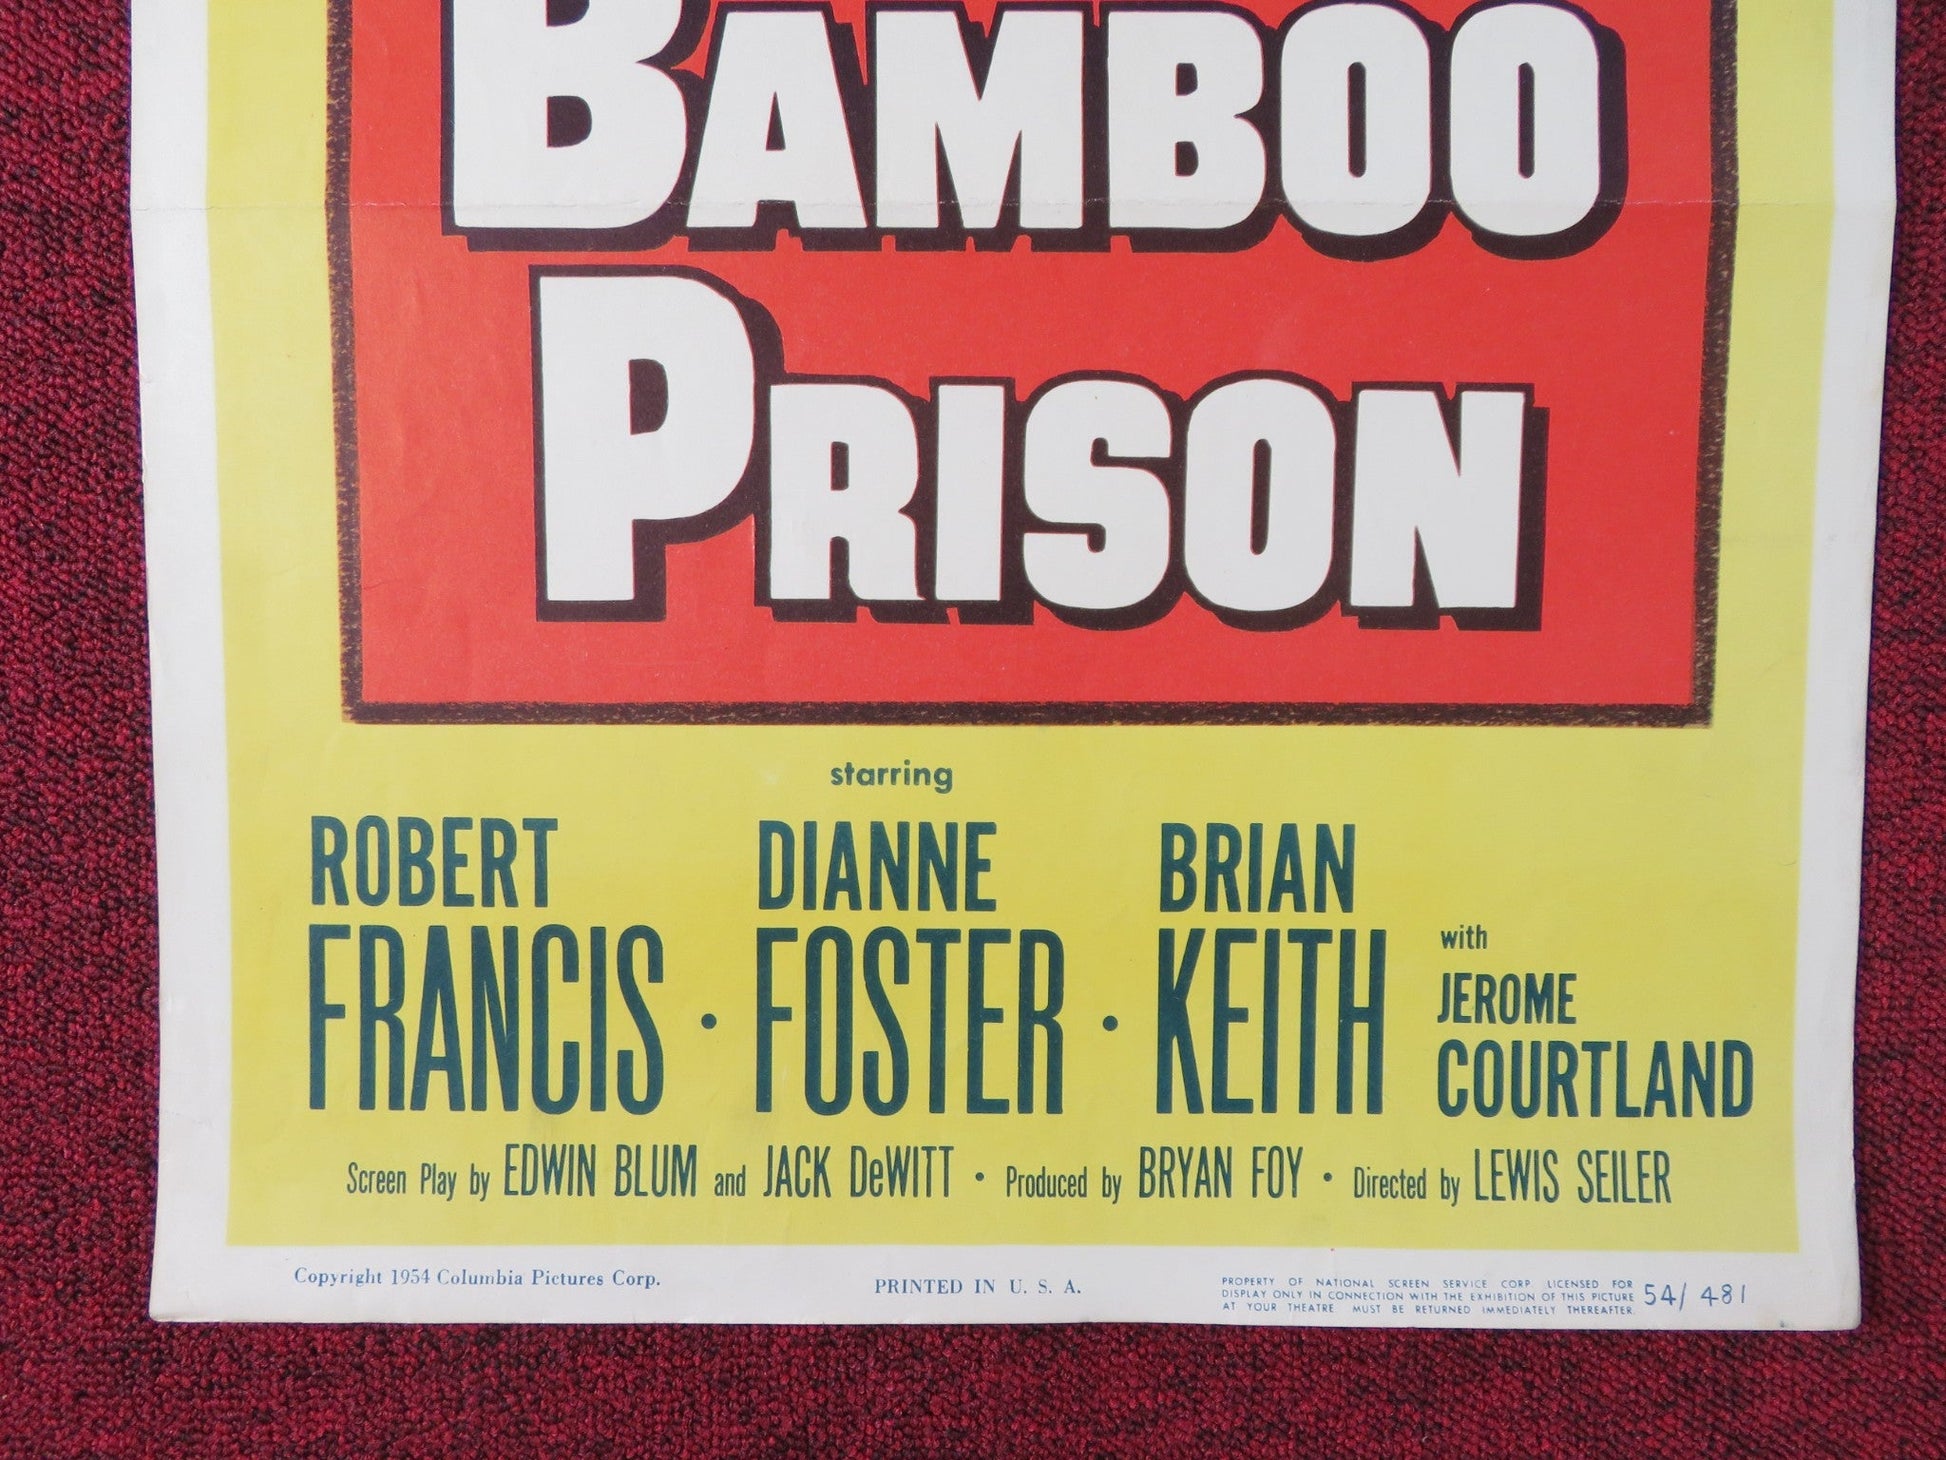 BAMBOO
PRISON
starring
ROBERT FRANCIS · DIANNE FOSTER · BRIAN KEITH with JEROME COURTLAND
Screen Play by EDWIN BLUM and JACK DeWITT · Produced by BRYAN FOY · Directed by LEWIS SEILER
Copyright 1954 Columbia Pictures Corp.
PRINTED IN U. S. A.
PROPERTY OF NATIONAL SCREEN SERVICE CORP. LICENSED FOR
DISPLAY ONLY IN CONNECTION WITH THE EXHIBITION OF THIS PICTURE
AT YOUR THEATRE MUST BE RETURNED IMMEDIATELY THEREAFTER.
54/ 481